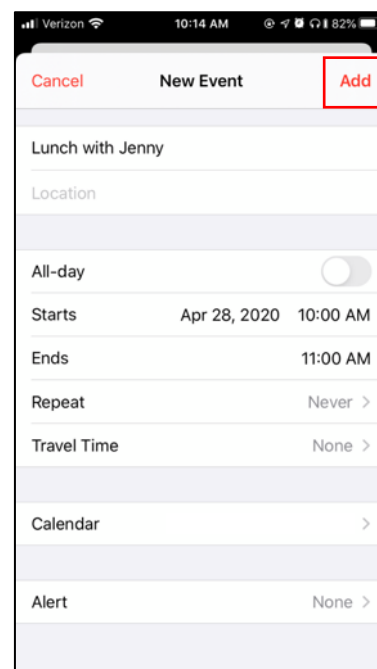 Verizon 10:14 AM 82%
Cancel New Event Add
Lunch with Jenny
Location
All-day
Starts Apr 28, 2020 10:00 AM
Ends 11:00 AM
Repeat Never >
Travel Time None >
Calendar >
Alert None >